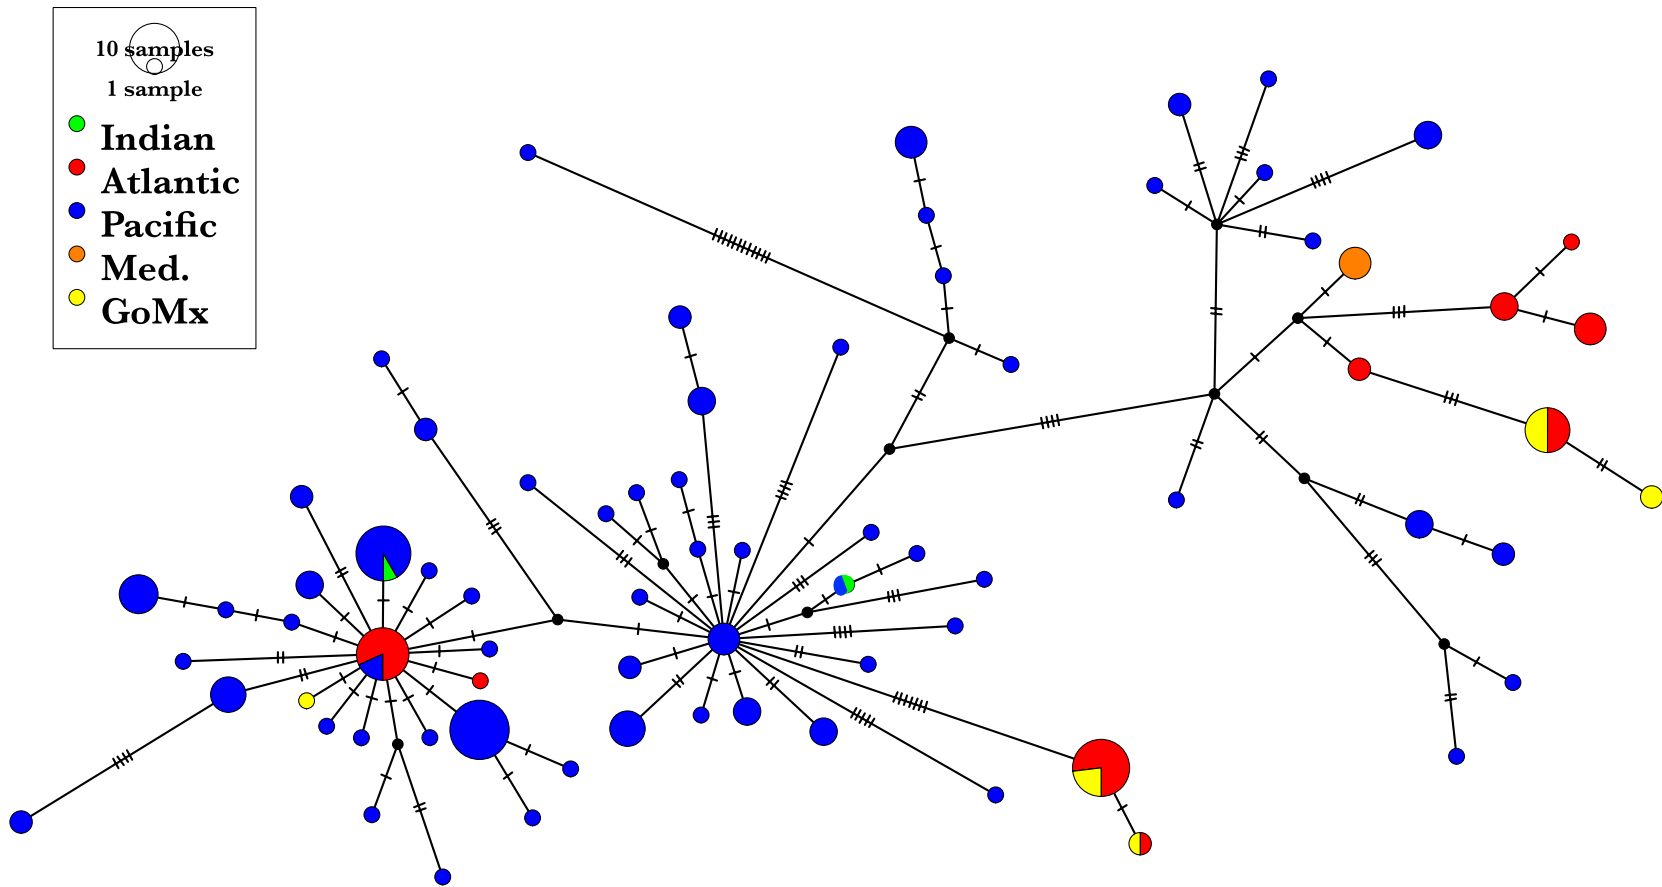 10 samples
1 sample
Indian
Atlantic
Pacific
Med.
GoMx